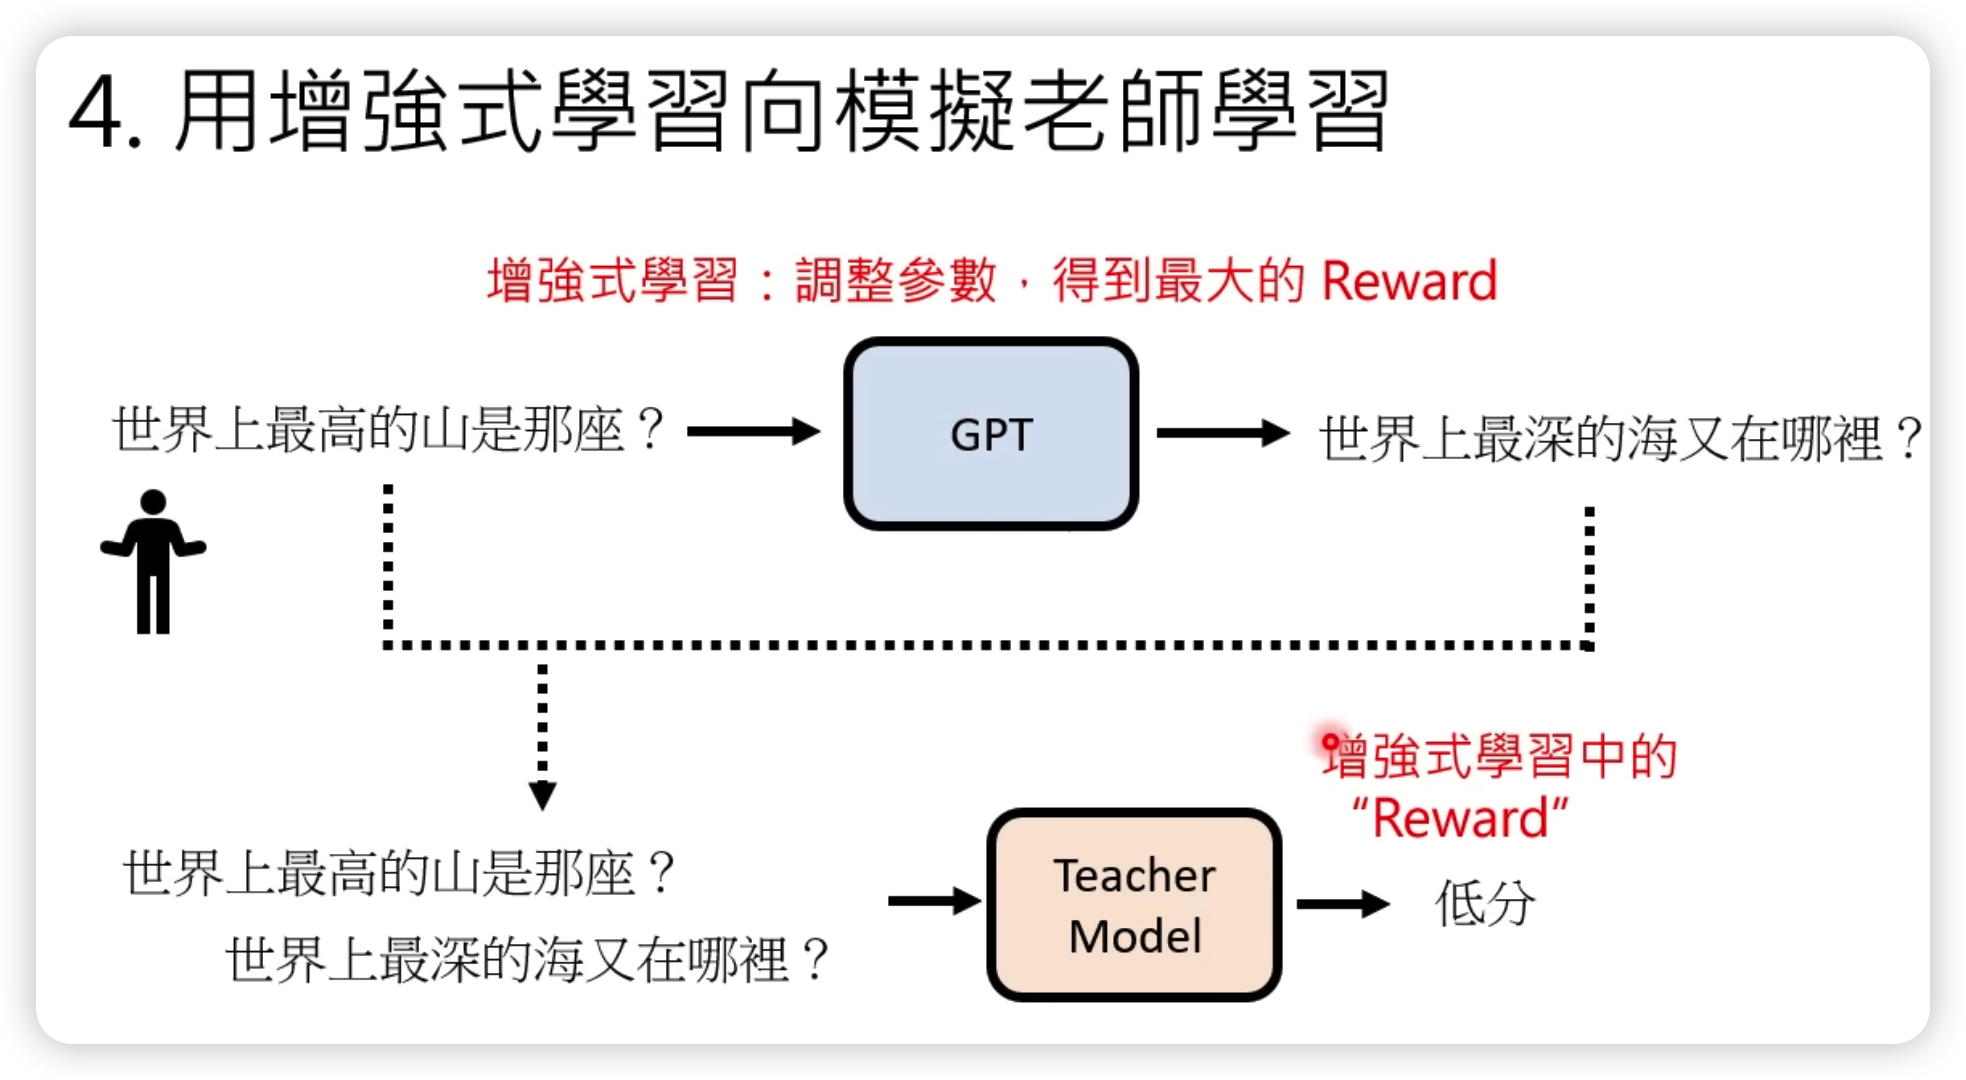 4. 用增強式學習向模擬老師學習
增強式學習：調整參數，得到最大的 Reward
世界上最高的山是那座？
GPT
世界上最深的海又在哪裡？
增強式學習中的
“Reward”
世界上最高的山是那座？
世界上最深的海又在哪裡？
Teacher
Model
低分